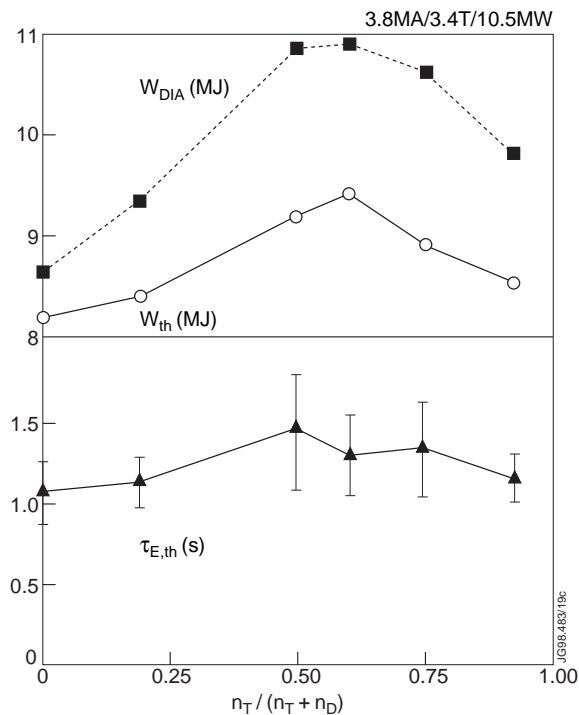 3.8MA/3.4T/10.5MW
11
W_DIA (MJ)
10
9
W_th (MJ)
8
1.5
1.0
τ_E,th (s)
0.5
0
JG98.483/19c
0 0.25 0.50 0.75 1.00
n_T / (n_T + n_D)